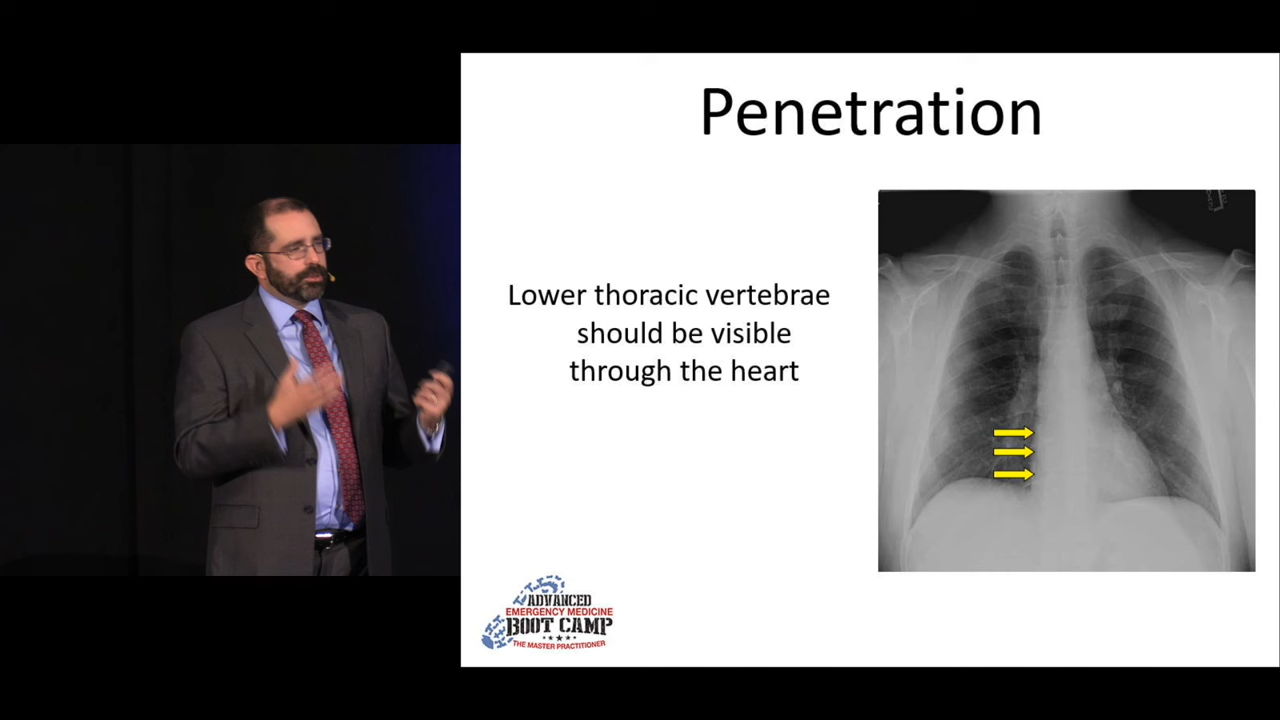 Penetration
Lower thoracic vertebrae
should be visible
through the heart
ADVANCED
EMERGENCY MEDICINE
BOOT CAMP
THE MASTER PRACTITIONER